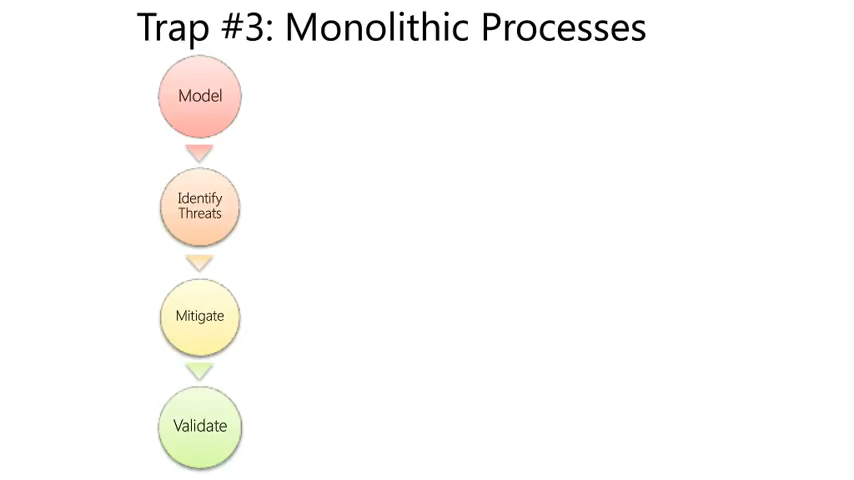 Trap #3: Monolithic Processes
Model
Identify
Threats
Mitigate
Validate